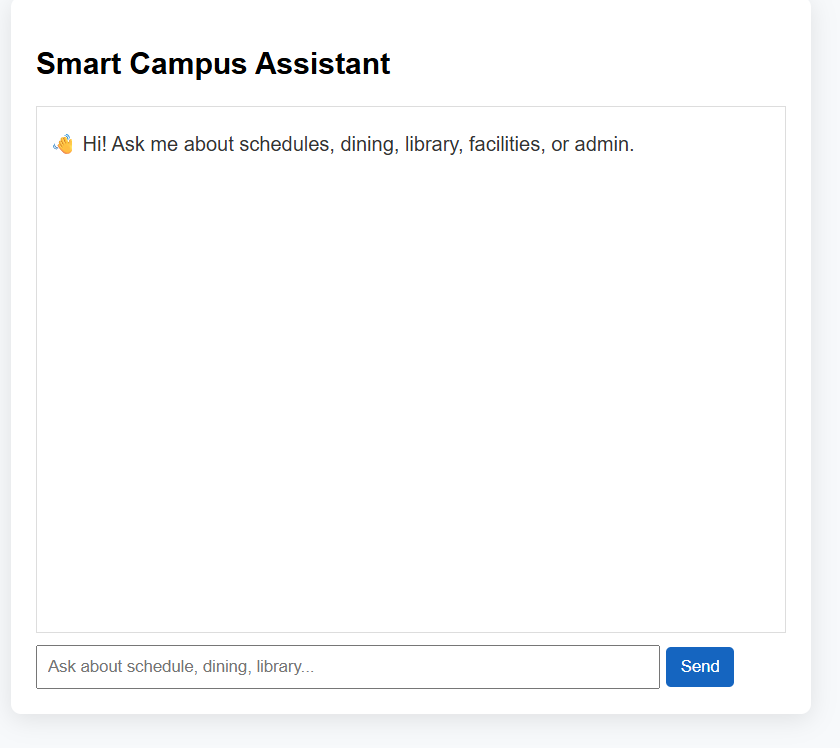 Smart Campus Assistant
👋 Hi! Ask me about schedules, dining, library, facilities, or admin.
Ask about schedule, dining, library...
Send